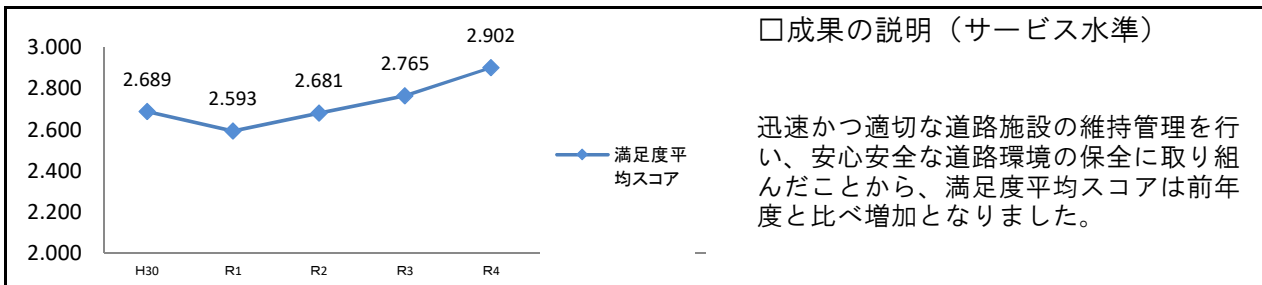 3.000
2.800
2.600
2.400
2.200
2.000
2.689
2.593
2.681
2.765
2.902
H30
R1
R2
R3
R4
満足度平
均スコア
□成果の説明（サービス水準）
迅速かつ適切な道路施設の維持管理を行
い、安心安全な道路環境の保全に取り組
んだことから、満足度平均スコアは前年
度と比べ増加となりました。